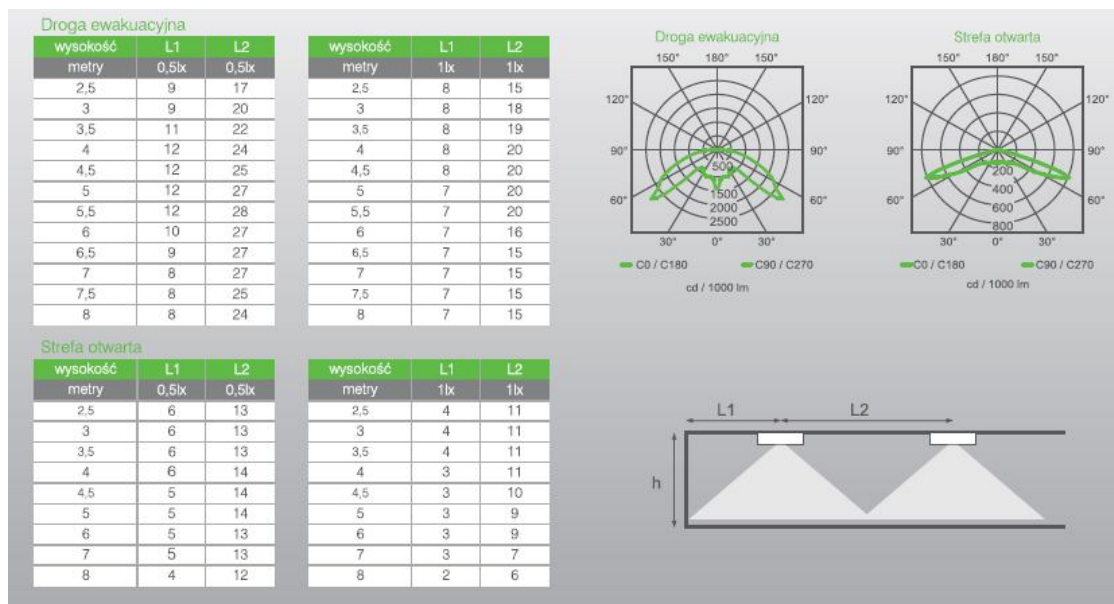 Droga ewakuacyjna
wysokość L1 L2
metry 0,5lx 0,5lx
2,5 9 17
3 9 20
3,5 11 22
4 12 24
4,5 12 25
5 12 27
5,5 12 28
6 10 27
6,5 9 27
7 8 27
7,5 8 25
8 8 24
wysokość L1 L2
metry 1lx 1lx
2,5 8 15
3 8 18
3,5 8 19
4 8 20
4,5 8 20
5 7 20
5,5 7 20
6 7 16
6,5 7 15
7 7 15
7,5 7 15
8 7 15
Droga ewakuacyjna
150° 180° 150°
120° 120°
90° 90°
500
60° 60°
1500
2000
2500
30° 0° 30°
C0 / C180 C90 / C270
cd / 1000 lm
Strefa otwarta
150° 180° 150°
120° 120°
90° 90°
200
400
60° 60°
600
800
30° 0° 30°
C0 / C180 C90 / C270
cd / 1000 lm
Strefa otwarta
wysokość L1 L2
metry 0,5lx 0,5lx
2,5 6 13
3 6 13
3,5 6 13
4 6 14
4,5 5 14
5 5 14
6 5 13
7 5 13
8 4 12
wysokość L1 L2
metry 1lx 1lx
2,5 4 11
3 4 11
3,5 4 11
4 3 11
4,5 3 10
5 3 9
6 3 9
7 3 7
8 2 6
L1 L2
h